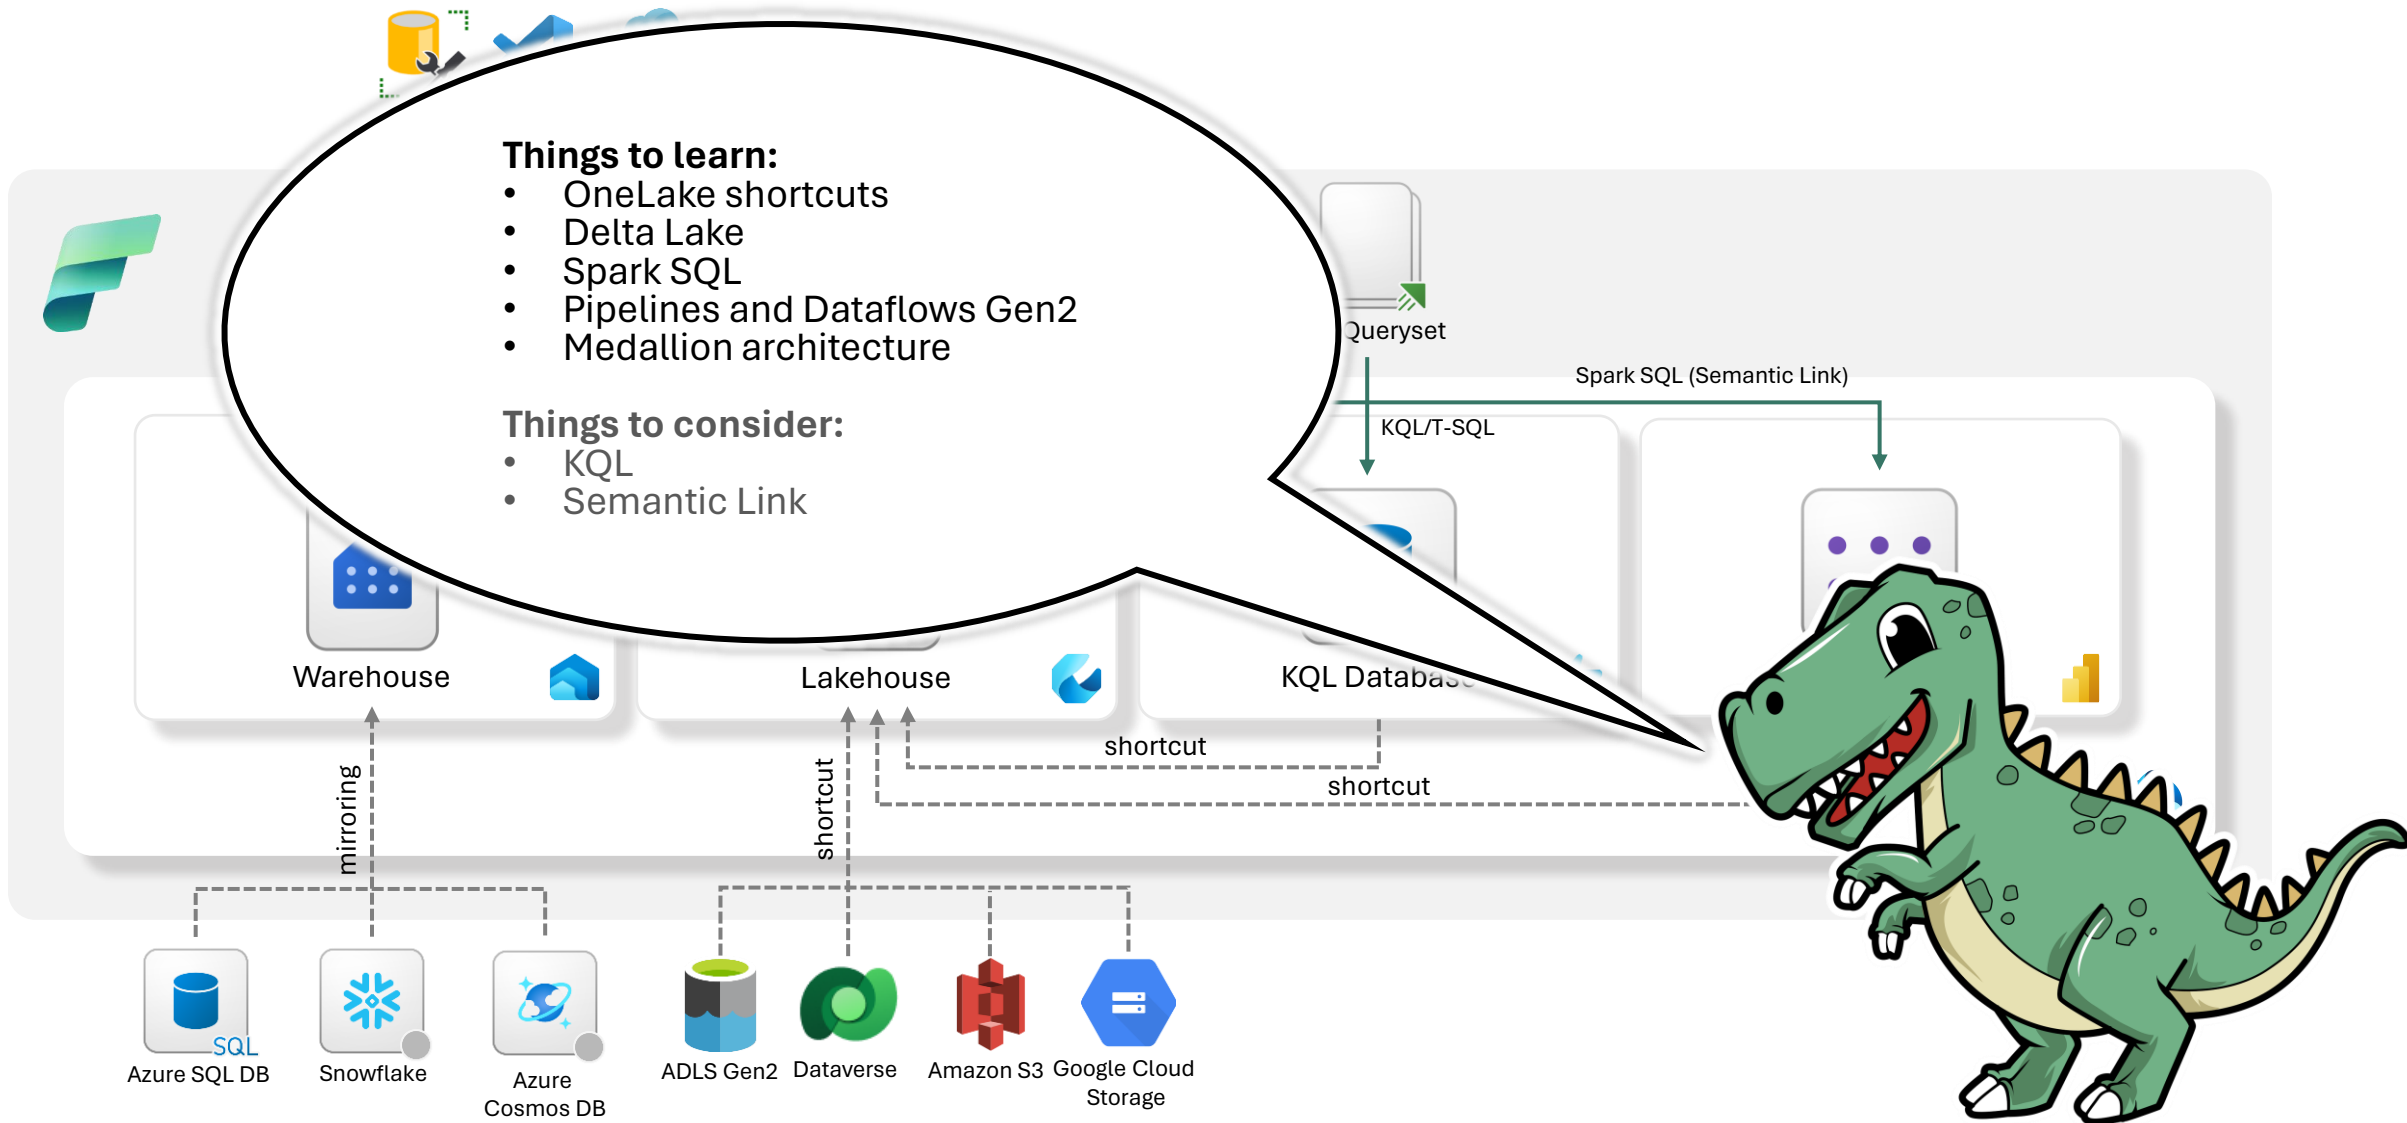 Things to learn:
• OneLake shortcuts
• Delta Lake
• Spark SQL
• Pipelines and Dataflows Gen2
• Medallion architecture
Things to consider:
• KQL
• Semantic Link
Queryset
Spark SQL (Semantic Link)
KQL/T-SQL
Warehouse
Lakehouse
KQL Database
shortcut
shortcut
mirroring
shortcut
SQL
Azure SQL DB
Snowflake
Azure
Cosmos DB
ADLS Gen2
Dataverse
Amazon S3
Google Cloud
Storage